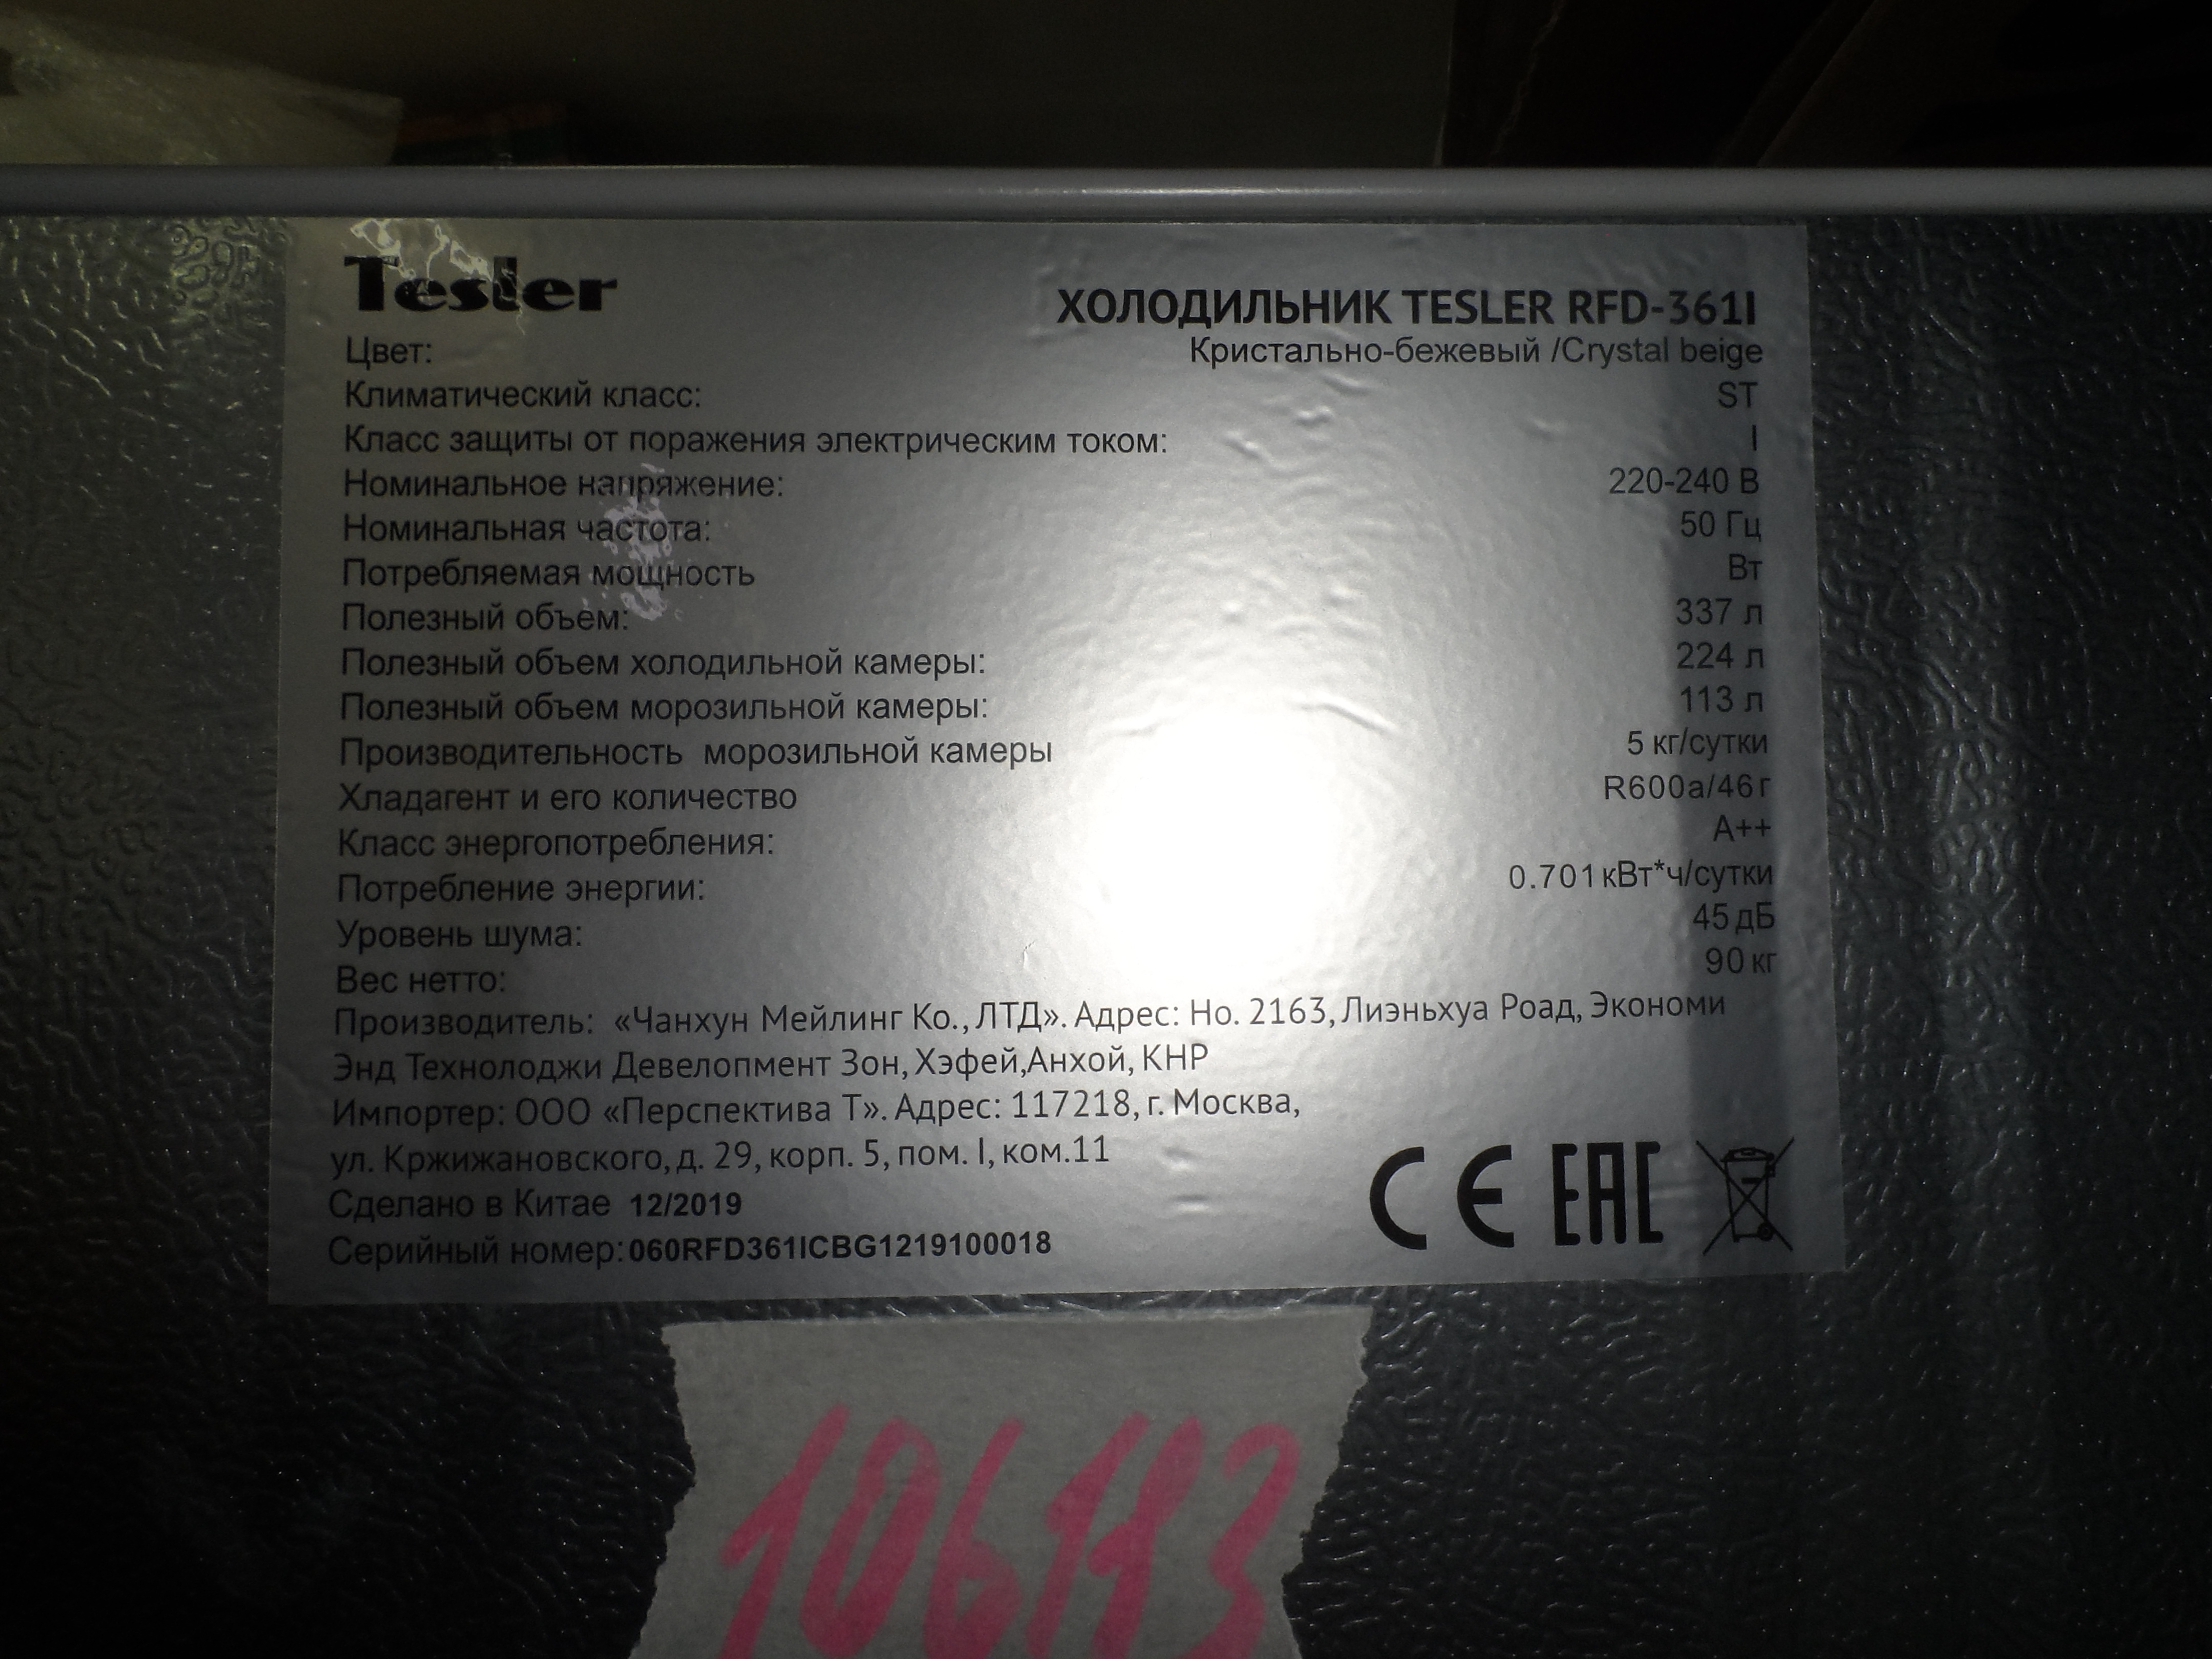 Tesler
ХОЛОДИЛЬНИК TESLER RFD-361I
Цвет: Кристально-бежевый /Crystal beige
Климатический класс: ST
Класс защиты от поражения электрическим током: I
Номинальное напряжение: 220-240 В
Номинальная частота: 50 Гц
Потребляемая мощность Вт
Полезный объем: 337 л
Полезный объем холодильной камеры: 224 л
Полезный объем морозильной камеры: 113 л
Производительность морозильной камеры 5 кг/сутки
Хладагент и его количество R600a/46 г
Класс энергопотребления: A++
Потребление энергии: 0.701 кВт*ч/сутки
Уровень шума: 45 дБ
Вес нетто: 90 кг
Производитель: «Чанхун Мейлинг Ко., ЛТД». Адрес: Но. 2163, Лиэньхуа Роад, Экономи
Энд Технолоджи Девелопмент Зон, Хэфей,Анхой, КНР
Импортер: ООО «Перспектива Т». Адрес: 117218, г. Москва,
ул. Кржижановского, д. 29, корп. 5, пом. I, ком.11
Сделано в Китае 12/2019
Серийный номер: 060RFD361ICBG1219100018
CE EAC